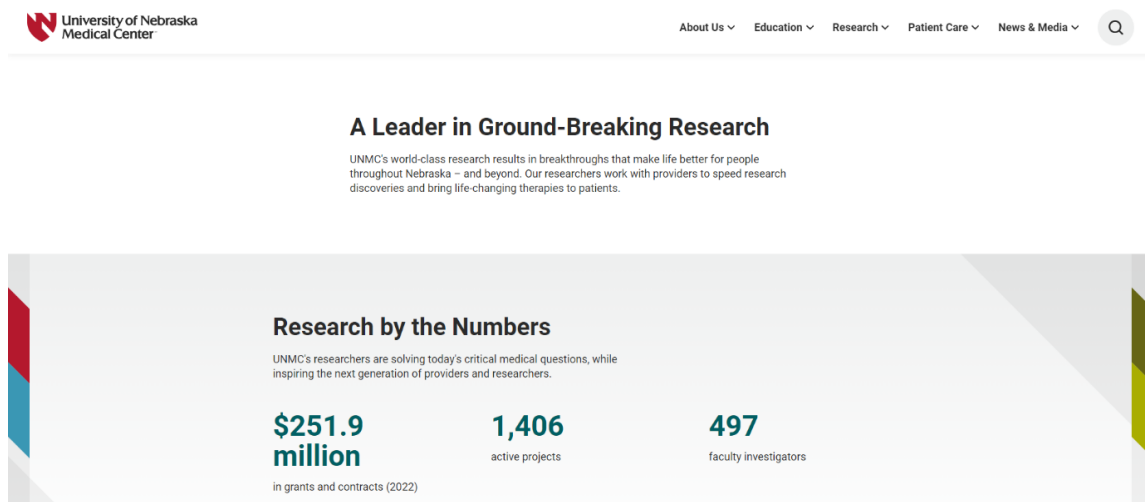 University of Nebraska
Medical Center
About Us
Education
Research
Patient Care
News & Media
A Leader in Ground-Breaking Research
UNMC's world-class research results in breakthroughs that make life better for people
throughout Nebraska – and beyond. Our researchers work with providers to speed research
discoveries and bring life-changing therapies to patients.
Research by the Numbers
UNMC's researchers are solving today's critical medical questions, while
inspiring the next generation of providers and researchers.
$251.9
million
in grants and contracts (2022)
1,406
active projects
497
faculty investigators